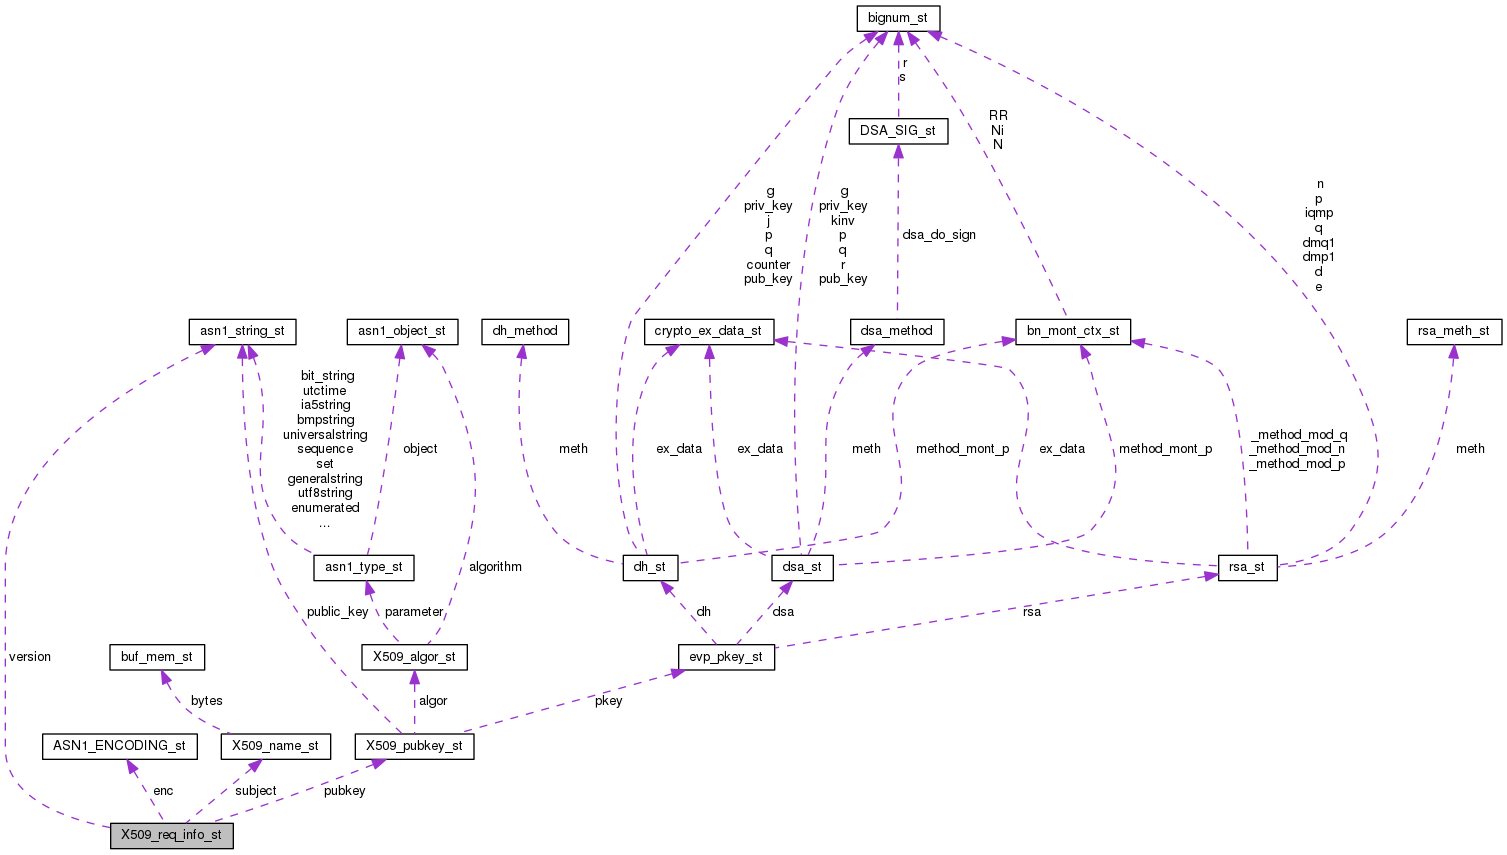 bignum_st
r
s
DSA_SIG_st
RR
Ni
N
g
priv_key
j
p
q
counter
pub_key
g
priv_key
kinv
p
q
r
pub_key
dsa_do_sign
n
p
iqmp
q
dmq1
dmp1
d
e
asn1_string_st
asn1_object_st
dh_method
crypto_ex_data_st
dsa_method
bn_mont_ctx_st
rsa_meth_st
bit_string
utctime
ia5string
bmpstring
universalstring
sequence
set
generalstring
utf8string
enumerated
...
object
meth
ex_data
ex_data
meth
method_mont_p
ex_data
method_mont_p
_method_mod_q
_method_mod_n
_method_mod_p
meth
asn1_type_st
algorithm
dh_st
dsa_st
rsa_st
public_key
parameter
dh
dsa
rsa
version
buf_mem_st
X509_algor_st
evp_pkey_st
bytes
algor
pkey
ASN1_ENCODING_st
X509_name_st
X509_pubkey_st
enc
subject
pubkey
X509_req_info_st